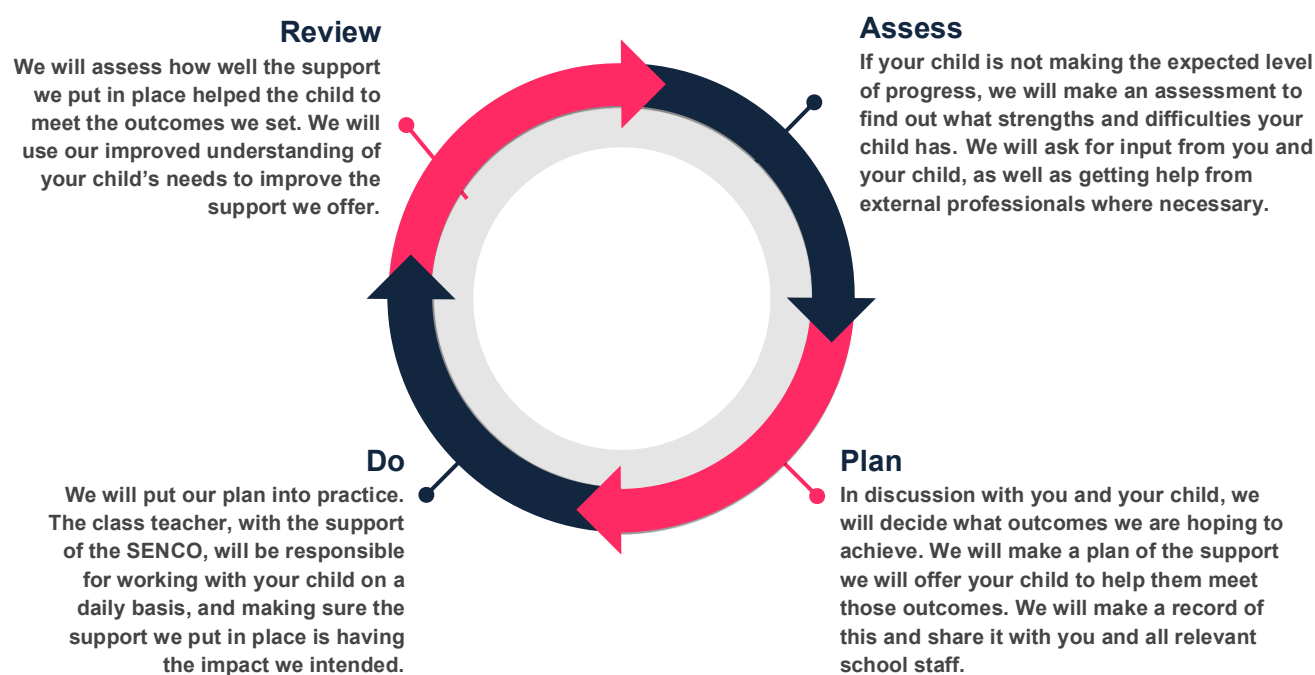 Review
We will assess how well the support
we put in place helped the child to
meet the outcomes we set. We will
use our improved understanding of
your child’s needs to improve the
support we offer.
Assess
If your child is not making the expected level
of progress, we will make an assessment to
find out what strengths and difficulties your
child has. We will ask for input from you and
your child, as well as getting help from
external professionals where necessary.
Do
We will put our plan into practice.
The class teacher, with the support
of the SENCO, will be responsible
for working with your child on a
daily basis, and making sure the
support we put in place is having
the impact we intended.
Plan
In discussion with you and your child, we
will decide what outcomes we are hoping to
achieve. We will make a plan of the support
we will offer your child to help them meet
those outcomes. We will make a record of
this and share it with you and all relevant
school staff.